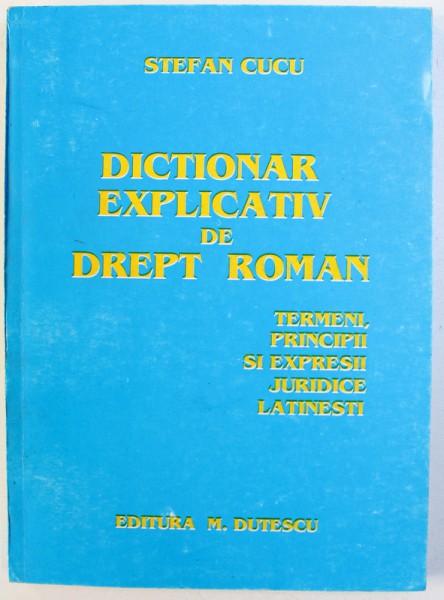 STEFAN CUCU
DICTIONAR
EXPLICATIV
DE
DREPT ROMAN
TERMENI,
PRINCIPII
SI EXPRESII
JURIDICE
LATINESTI
EDITURA M. DUTESCU